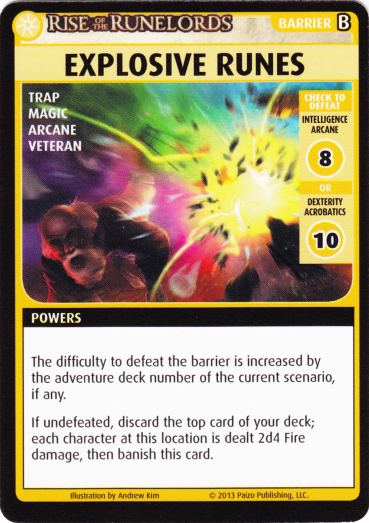 RISE OF THE RUNELORDS
BARRIER B
EXPLOSIVE RUNES
TRAP
MAGIC
ARCANE
VETERAN
CHECK TO
DEFEAT
INTELLIGENCE
ARCANE
8
OR
DEXTERITY
ACROBATICS
10
POWERS
The difficulty to defeat the barrier is increased by
the adventure deck number of the current scenario,
if any.
If undefeated, discard the top card of your deck;
each character at this location is dealt 2d4 Fire
damage, then banish this card.
Illustration by Andrew Kim © 2013 Paizo Publishing, LLC.